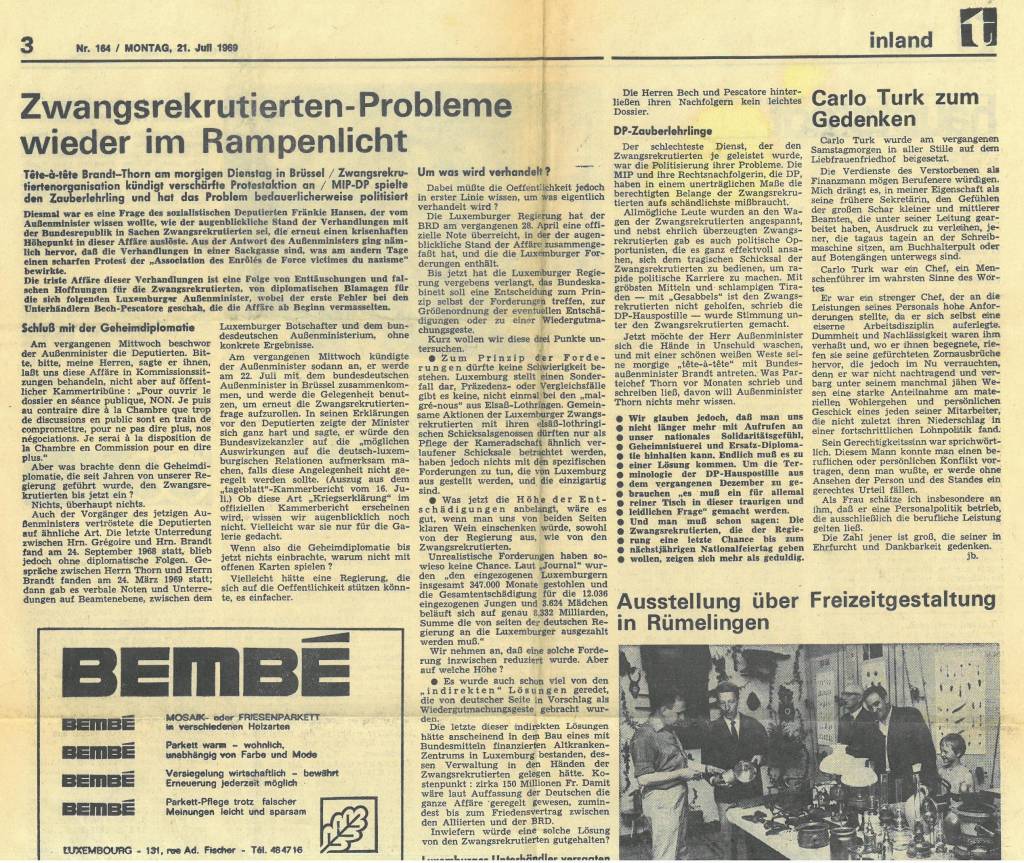 3
Nr. 164 / MONTAG, 21. Juli 1969
inland
t
Zwangsrekrutierten-Probleme
wieder im Rampenlicht
Tête-à-tête Brandt–Thorn am morgigen Dienstag in Brüssel / Zwangsrekru-
tiertenorganisation kündigt verschärfte Protestaktion an / MIP-DP spielte
den Zauberlehrling und hat das Problem bedauerlicherweise politisiert
Diesmal war es eine Frage des sozialistischen Deputierten Fränkie Hansen, der vom
Außenminister wissen wollte, wie der augenblickliche Stand der Verhandlungen mit
der Bundesrepublik in Sachen Zwangsrekrutierten sei, die erneut einen krisenhaften
Höhepunkt in dieser Affäre auslöste. Aus der Antwort des Außenministers ging näm-
lich hervor, daß die Verhandlungen in einer Sackgasse sind, was am andern Tage
einen scharfen Protest der „Association des Enrôlés de Force victimes du nazisme"
bewirkte.
Die triste Affäre dieser Verhandlungen ist eine Folge von Enttäuschungen und fal-
schen Hoffnungen für die Zwangsrekrutierten, von diplomatischen Blamagen für
die sich folgenden Luxemburger Außenminister, wobei der erste Fehler bei den
Unterhändlern Bech-Pescatore geschah, die die Affäre ab Beginn vermasselten.
Schluß mit der Geheimdiplomatie
Am vergangenen Mittwoch beschwor
der Außenminister die Deputierten. Bit-
te, bitte, meine Herren, sagte er ihnen,
laßt uns diese Affäre in Kommissionssit-
zungen behandeln, nicht aber auf öffent-
licher Kammertribüne : „Pour ouvrir le
dossier en séance publique, NON. Je puis
au contraire dire à la Chambre que trop
de discussions en public sont en train de
compromettre, pour ne pas dire plus, nos
négociations. Je serai à la disposition de
la Chambre en Commission pour en dire
plus."
Aber was brachte denn die Geheimdi-
plomatie, die seit Jahren von unserer Re-
gierung geführt wurde, den Zwangsre-
krutierten bis jetzt ein ?
Nichts, überhaupt nichts.
Auch der Vorgänger des jetzigen Au-
ßenministers vertröstete die Deputierten
auf ähnliche Art. Die letzte Unterredung
zwischen Hrn. Grégoire und Hrn. Brandt
fand am 24. September 1968 statt, blieb
jedoch ohne diplomatische Folgen. Ge-
spräche zwischen Herrn Thorn und Herrn
Brandt fanden am 24. März 1969 statt;
dann gab es verbale Noten und Unterre-
dungen auf Beamtenebene, zwischen dem
Luxemburger Botschafter und dem bun-
desdeutschen Außenministerium, ohne
konkrete Ergebnisse.
Am vergangenen Mittwoch kündigte
der Außenminister sodann an, er werde
am 22. Juli mit dem bundesdeutschen
Außenminister in Brüssel zusammenkom-
men, und werde die Gelegenheit benut-
zen, um erneut die Zwangsrekrutierten-
frage aufzurollen. In seinen Erklärungen
vor den Deputierten zeigte der Minister
sich ganz hart und sagte, er würde den
Bundesvizekanzler auf die „möglichen
Auswirkungen auf die deutsch-luxem-
burgischen Relationen aufmerksam ma-
chen, falls diese Angelegenheit nicht ge-
regelt werden sollte. (Auszug aus dem
„tageblatt"-Kammerbericht vom 16. Ju-
li.) Ob diese Art „Kriegserklärung" im
offiziellen Kammerbericht erscheinen
wird, wissen wir augenblicklich noch
nicht. Vielleicht war sie nur für die Ga-
lerie gedacht.
Wenn also die Geheimdiplomatie bis
jetzt nichts einbrachte, warum nicht mit
offenen Karten spielen ?
Vielleicht hätte eine Regierung, die
sich auf die Oeffentlichkeit stützen könn-
te, es einfacher.
Um was wird verhandelt ?
Dabei müßte die Oeffentlichkeit jedoch
in erster Linie wissen, um was eigentlich
verhandelt wird ?
Die Luxemburger Regierung hat der
BRD am vergangenen 28. April eine offi-
zielle Note überreicht, in der der augen-
blickliche Stand der Affäre zusammenge-
faßt hat, und die die Luxemburger For-
derungen enthält.
Bis jetzt hat die Luxemburger Regie-
rung vergebens verlangt, das Bundeskabi-
nett soll eine Entscheidung zum Prin-
zip selbst der Forderungen treffen, zur
Größenordnung der eventuellen Entschä-
digungen oder zu einer Wiedergutma-
chungsgeste.
Kurz wollen wir diese drei Punkte un-
tersuchen.
● Zum Prinzip der Forde-
rungen dürfte keine Schwierigkeit be-
stehen. Luxemburg stellt einen Sonder-
fall dar, Präzedenz- oder Vergleichsfälle
gibt es keine, nicht einmal bei den „mal-
gré-nous" aus Elsaß-Lothringen. Gemein-
same Aktionen der Luxemburger Zwangs-
rekrutierten mit ihren elsäß-lothringi-
schen Schicksalsgenossen dürften nur als
Folge der Kameradschaft ähnlich ver-
laufener Schicksale betrachtet werden,
haben jedoch nichts mit den spezifischen
Forderungen zu tun, die von Luxemburg
aus gestellt werden, und die einzigartig
sind.
● Was jetzt die Höhe der Ent-
schädigungen anbelangt, wäre es
gut, wenn man uns von beiden Seiten
klaren Wein einschenken würde, sowohl
von der Regierung aus, wie von den
Zwangsrekrutierten.
Unrealistische Forderungen haben so-
wieso keine Chance. Laut „Journal" wur-
den „den eingezogenen Luxemburgern
insgesamt 347.000 Monate gestohlen und
die Gesamtentschädigung für die 12.036
eingezogenen Jungen und 3.624 Mädchen
beläuft sich auf genau 8,332 Milliarden,
Summe die von seiten der deutschen Re-
gierung an die Luxemburger ausgezahlt
werden muß."
Wir nehmen an, daß eine solche Forde-
rung inzwischen reduziert wurde. Aber
auf welche Höhe ?
● Es wurde auch schon viel von den
„indirekten" Lösungen geredet,
die von deutscher Seite in Vorschlag als
Wiedergutmachungsgeste gebracht wur-
den.
Die letzte dieser indirekten Lösungen
hätte anscheinend in dem Bau eines mit
Bundesmitteln finanzierten Altkranken-
Zentrums in Luxemburg bestanden, des-
sen Verwaltung in den Händen der
Zwangsrekrutierten gelegen hätte. Ko-
stenpunkt : zirka 150 Millionen Fr. Damit
wäre laut Auffassung der Deutschen die
ganze Affäre geregelt gewesen, zumin-
dest bis zum Friedensvertrag zwischen
den Alliierten und der BRD.
Inwiefern würde eine solche Lösung
von den Zwangsrekrutierten gutgehalten?
Luxemburger Unterhändler versagten
Die Herren Bech und Pescatore hinter-
ließen ihren Nachfolgern kein leichtes
Dossier.
DP-Zauberlehrlinge
Der schlechteste Dienst, der den
Zwangsrekrutierten je geleistet wurde,
war die Politisierung ihrer Probleme. Die
MIP und ihre Rechtsnachfolgerin, die DP,
haben in einem unerträglichen Maße die
berechtigten Belange der Zwangsrekru-
tierten aufs schändlichste mißbraucht.
Allmögliche Leute wurden an den Wa-
gen der Zwangsrekrutierten angespannt,
und nebst ehrlich überzeugten Zwangs-
rekrutierten gab es auch politische Op-
portunisten, die es ganz effektvoll ansa-
hen, sich dem tragischen Schicksal der
Zwangsrekrutierten zu bedienen, um ra-
pide politische Karriere zu machen. Mit
gröbsten Mitteln und schlampigen Tira-
den — mit „Gesabbels" ist den Zwangs-
rekrutierten nicht geholfen, schrieb die
DP-Hauspostille — wurde Stimmung un-
ter den Zwangsrekrutierten gemacht.
Jetzt möchte der Herr Außenminister
sich die Hände in Unschuld waschen,
und mit einer schönen weißen Weste sei-
ne morgige „tête-à-tête" mit Bundes-
außenminister Brandt antreten. Was Par-
teichef Thorn vor Monaten schrieb und
schreiben ließ, davon will Außenminister
Thorn nichts mehr wissen.
● Wir glauben jedoch, daß man uns
● nicht länger mehr mit Aufrufen an
● unser nationales Solidaritätsgefühl,
● Geheimnistuerei und Ersatz-Diploma-
● tie hinhalten kann. Endlich muß es zu
● einer Lösung kommen. Um die Ter-
● minologie der DP-Hauspostille aus
● dem vergangenen Dezember zu ge-
● brauchen „es muß ein für allemal
● reiner Tisch in dieser traurigen und
● leidlichen Frage" gemacht werden.
● Und man muß schon sagen: Die
● Zwangsrekrutierten, die der Regie-
● rung eine letzte Chance bis zum
● nächstjährigen Nationalfeiertag geben
● wollen, zeigen sich mehr als geduldig.
Carlo Turk zum
Gedenken
Carlo Turk wurde am vergangenen
Samstagmorgen in aller Stille auf dem
Liebfrauenfriedhof beigesetzt.
Die Verdienste des Verstorbenen als
Finanzmann mögen Berufenere würdigen.
Mich drängt es, in meiner Eigenschaft als
seine frühere Sekretärin, den Gefühlen
der großen Schar kleiner und mittlerer
Beamten, die unter seiner Leitung gear-
beitet haben, Ausdruck zu verleihen, je-
ner, die tagaus tagein an der Schreib-
maschine sitzen, am Buchhalterpult oder
auf Botengängen unterwegs sind.
Carlo Turk war ein Chef, ein Men-
schenführer im wahrsten Sinne des Wor-
tes
Er war ein strenger Chef, der an die
Leistungen seines Personals hohe Anfor-
derungen stellte, da er sich selbst eine
eiserne Arbeitsdisziplin auferlegte.
Dummheit und Nachlässigkeit waren ihm
verhaßt und, wo er ihnen begegnete, rie-
fen sie seine gefürchteten Zornausbrüche
hervor, die jedoch im Nu verrauchten,
denn er war nicht nachtragend und ver-
barg unter seinem manchmal jähen We-
sen eine starke Anteilnahme am mate-
riellen Wohlergehen und persönlichen
Geschick eines jeden seiner Mitarbeiter,
die nicht zuletzt ihren Niederschlag in
einer fortschrittlichen Lohnpolitik fand.
Sein Gerechtigkeitssinn war sprichwört-
lich. Diesem Manne konnte man einen be-
ruflichen oder persönlichen Konflikt vor-
tragen, denn man wußte, er werde ohne
Ansehen der Person und des Standes ein
gerechtes Urteil fällen.
Als Frau schätze ich insbesondere an
ihm, daß er eine Personalpolitik betrieb,
die ausschließlich die berufliche Leistung
gelten ließ.
Die Zahl jener ist groß, die seiner in
Ehrfurcht und Dankbarkeit gedenken.
jb.
Ausstellung über Freizeitgestaltung
in Rümelingen
BEMBÉ
BEMBÉ MOSAIK- oder FRIESENPARKETT
in verschiedenen Holzarten
BEMBÉ Parkett warm – wohnlich,
unabhängig von Farbe und Mode
BEMBÉ Versiegelung wirtschaftlich – bewährt
Erneuerung jederzeit möglich
BEMBÉ Parkett-Pflege trotz falscher
Meinungen leicht und sparsam
LUXEMBOURG - 131, rue Ad. Fischer - Tél. 484716